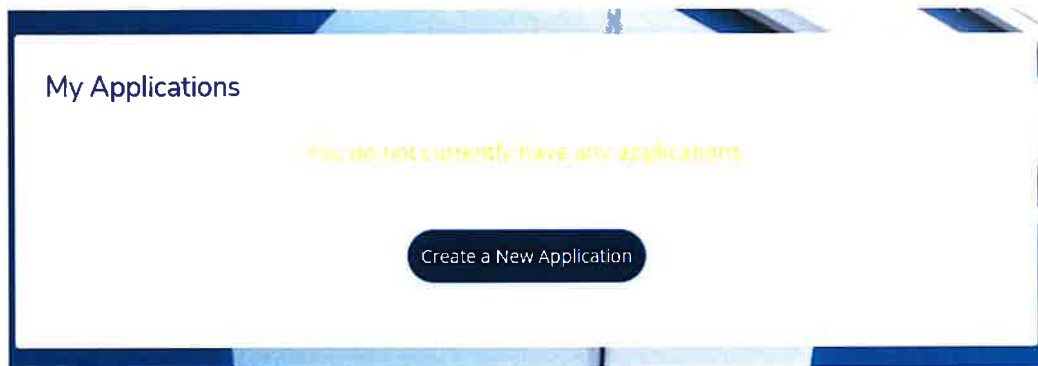 My Applications
You do not currently have any applications
Create a New Application